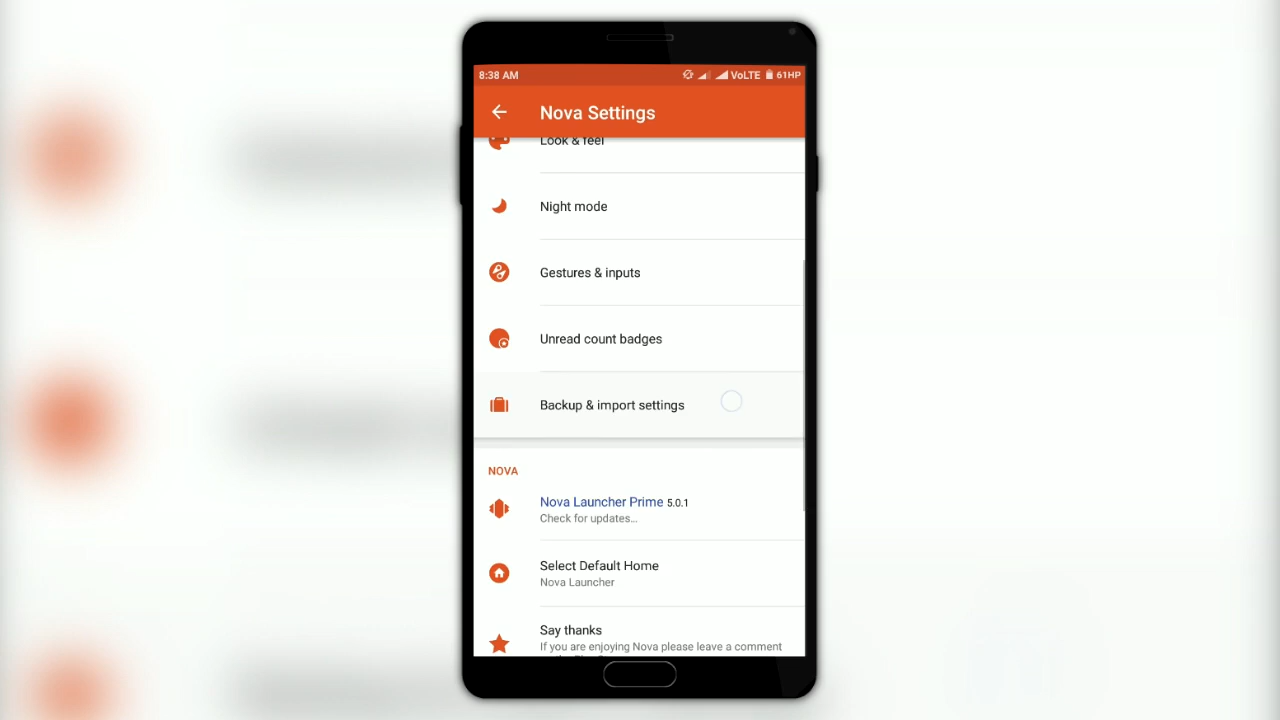 8:38 AM VoLTE 61HP
Nova Settings
Look & feel
Night mode
Gestures & inputs
Unread count badges
Backup & import settings
NOVA
Nova Launcher Prime 5.0.1
Check for updates...
Select Default Home
Nova Launcher
Say thanks
If you are enjoying Nova please leave a comment